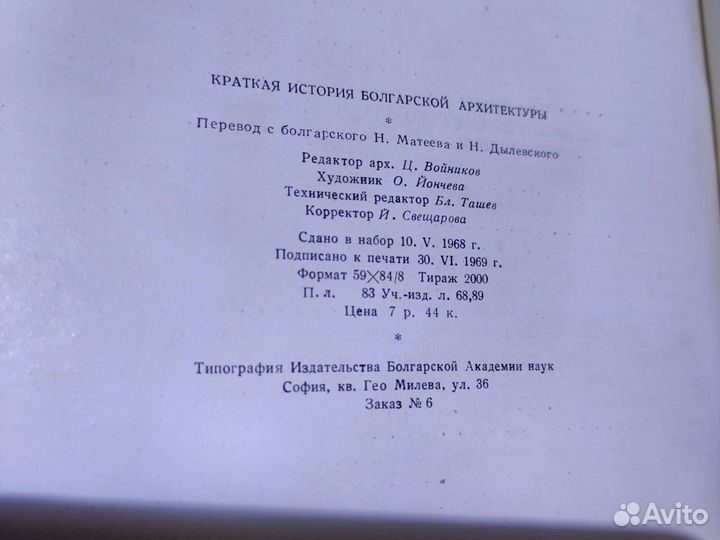 КРАТКАЯ ИСТОРИЯ БОЛГАРСКОЙ АРХИТЕКТУРЫ
*
Перевод с болгарского Н. Матеева и Н. Дылевского
Редактор арх. Ц. Войников
Художник О. Йончева
Технический редактор Бл. Ташев
Корректор Й. Свещарова
Сдано в набор 10. V. 1968 г.
Подписано к печати 30. VI. 1969 г.
Формат 59×84/8 Тираж 2000
П. л. 83 Уч.-изд. л. 68,89
Цена 7 р. 44 к.
*
Типография Издательства Болгарской Академии наук
София, кв. Гео Милева, ул. 36
Заказ № 6
Avito